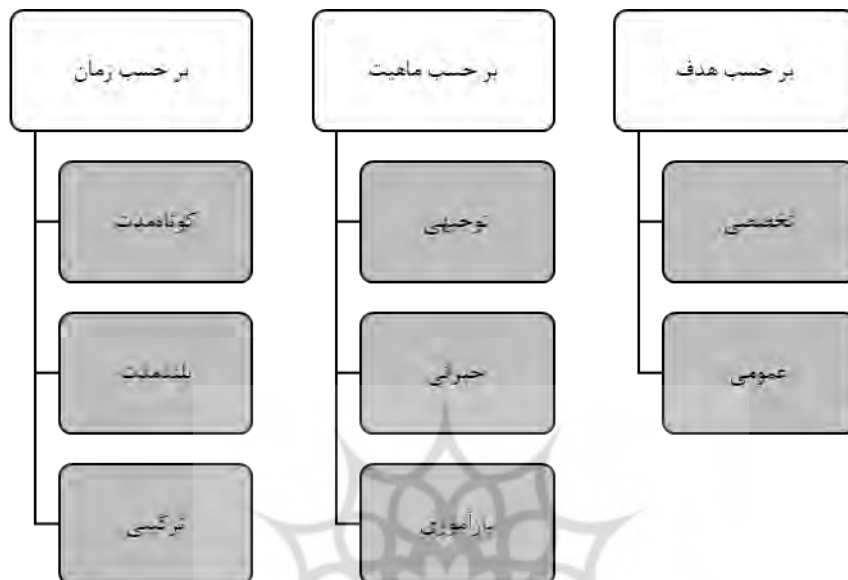 بر حسب هدف
تخصصی
عمومی
بر حسب ماهیت
توجیهی
جبرانی
بازآموزی
بر حسب زمان
کوتاه‌مدت
بلندمدت
ترکیبی